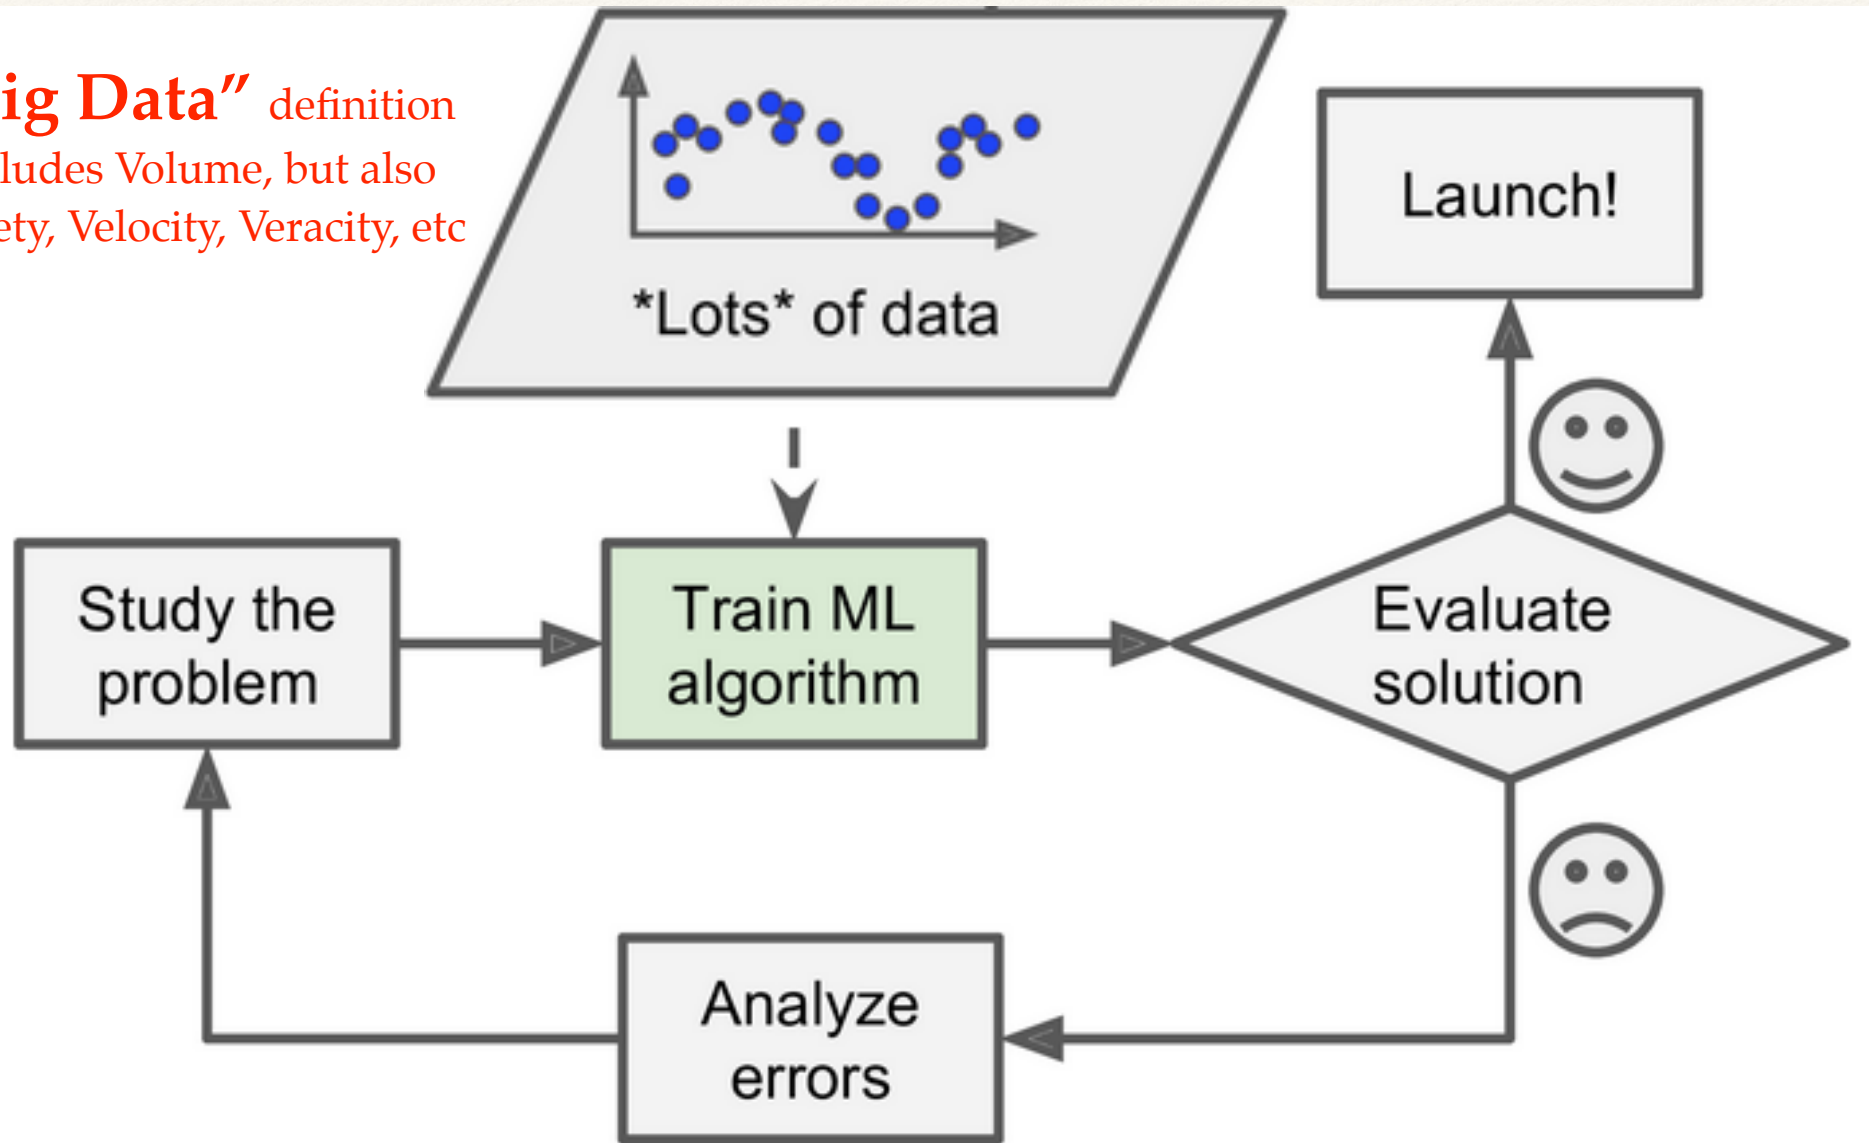 ig Data” definition
ludes Volume, but also
ety, Velocity, Veracity, etc
*Lots* of data
Launch!
Study the
problem
Train ML
algorithm
Evaluate
solution
Analyze
errors